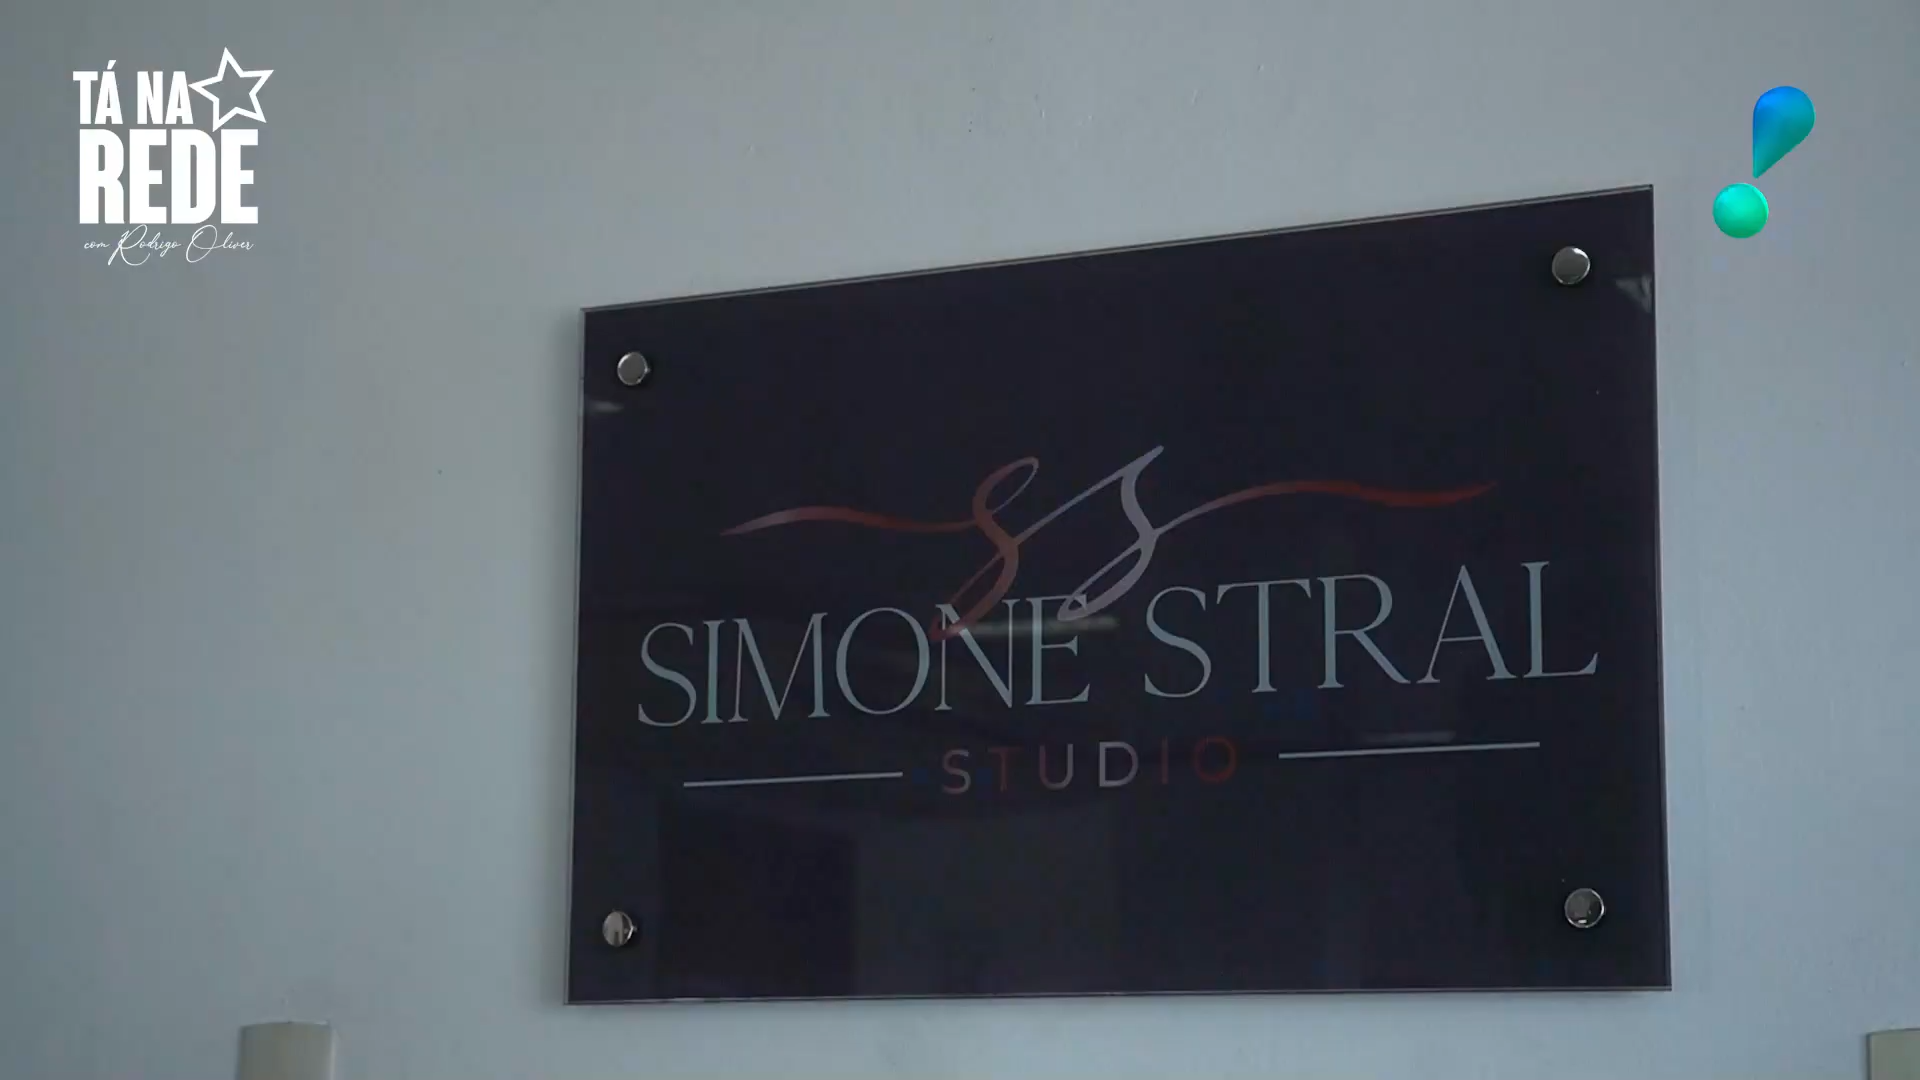 TÁ NA
REDE
com Rodrigo Oliver
SS
SIMONE STRAL
STUDIO